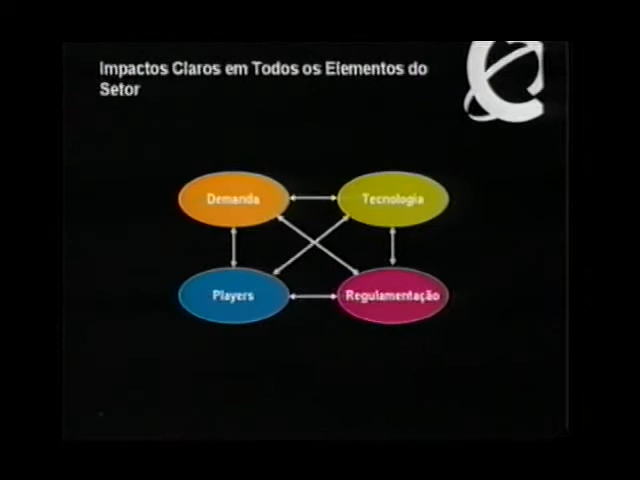 Impactos Claros em Todos os Elementos do
Setor
Demanda
Tecnologia
Players
Regulamentação